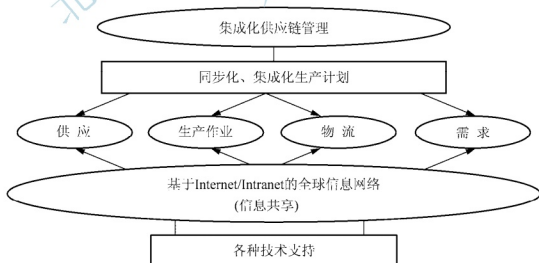 集成化供应链管理
同步化、集成化生产计划
供 应
生产作业
物 流
需 求
基于Internet/Intranet的全球信息网络
(信息共享)
各种技术支持